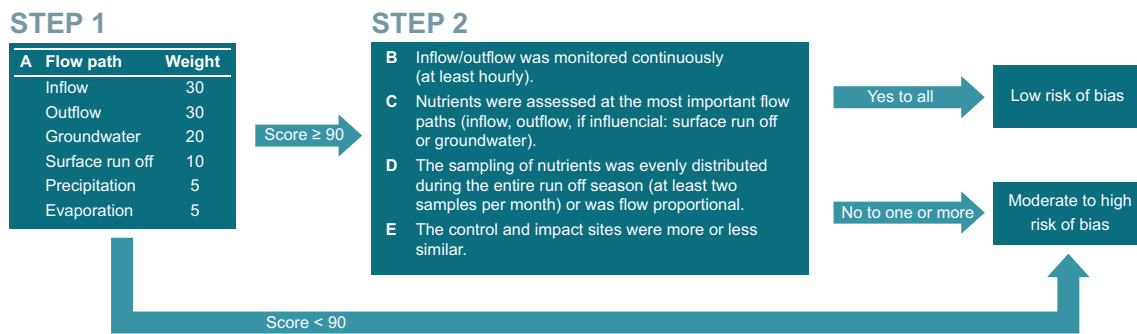 STEP 1
A Flow path Weight
Inflow 30
Outflow 30
Groundwater 20
Surface run off 10
Precipitation 5
Evaporation 5
Score ≥ 90
Score < 90
STEP 2
B Inflow/outflow was monitored continuously
(at least hourly).
C Nutrients were assessed at the most important flow
paths (inflow, outflow, if influencial: surface run off
or groundwater).
D The sampling of nutrients was evenly distributed
during the entire run off season (at least two
samples per month) or was flow proportional.
E The control and impact sites were more or less
similar.
Yes to all
Low risk of bias
No to one or more
Moderate to high
risk of bias